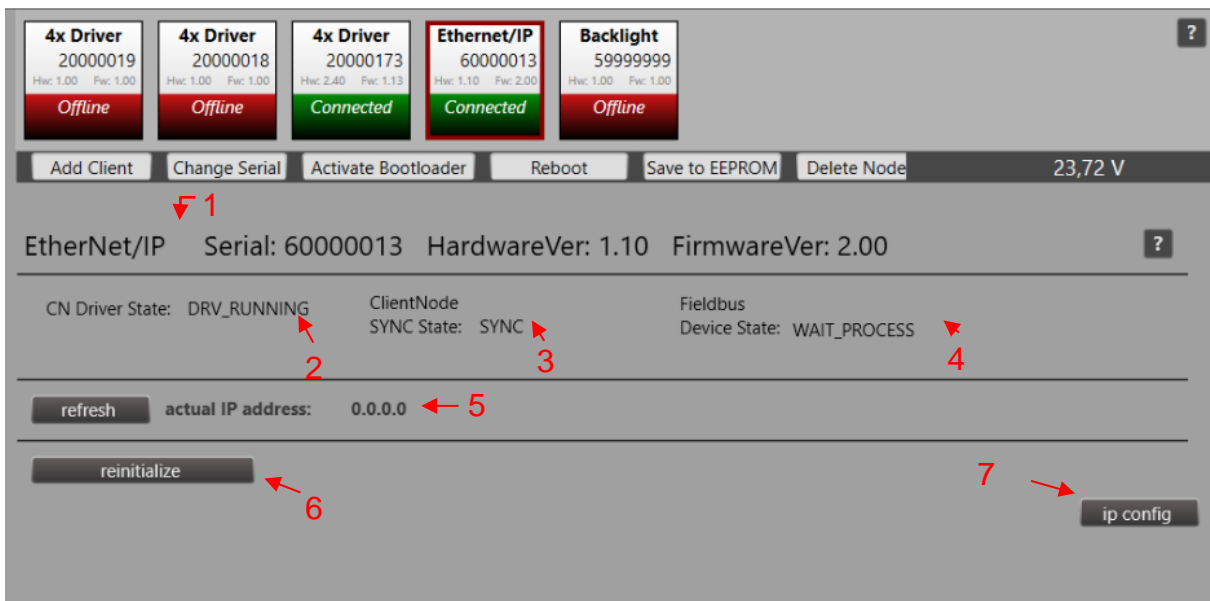 4x Driver
20000019
Hw: 1.00 Fw: 1.00
Offline
4x Driver
20000018
Hw: 1.00 Fw: 1.00
Offline
4x Driver
20000173
Hw: 2.40 Fw: 1.13
Connected
Ethernet/IP
60000013
Hw: 1.10 Fw: 2.00
Connected
Backlight
59999999
Hw: 1.00 Fw: 1.00
Offline
?
Add Client Change Serial Activate Bootloader Reboot Save to EEPROM Delete Node 23,72 V
1
EtherNet/IP Serial: 60000013 HardwareVer: 1.10 FirmwareVer: 2.00 ?
CN Driver State: DRV_RUNNING
2
ClientNode
SYNC State: SYNC
3
Fieldbus
Device State: WAIT_PROCESS
4
refresh actual IP address: 0.0.0.0 5
reinitialize
6
7
ip config